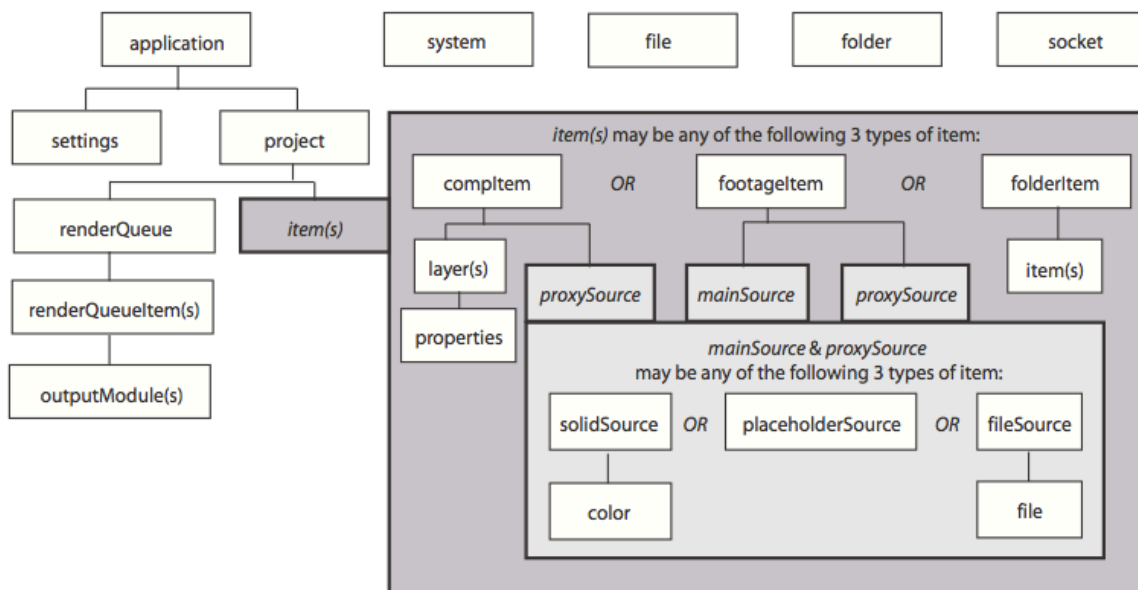 application
system
file
folder
socket
settings
project
item(s) may be any of the following 3 types of item:
compItem
OR
footageItem
OR
folderItem
renderQueue
item(s)
layer(s)
item(s)
proxySource
mainSource
proxySource
renderQueueItem(s)
properties
mainSource & proxySource
may be any of the following 3 types of item:
outputModule(s)
solidSource
OR
placeholderSource
OR
fileSource
color
file